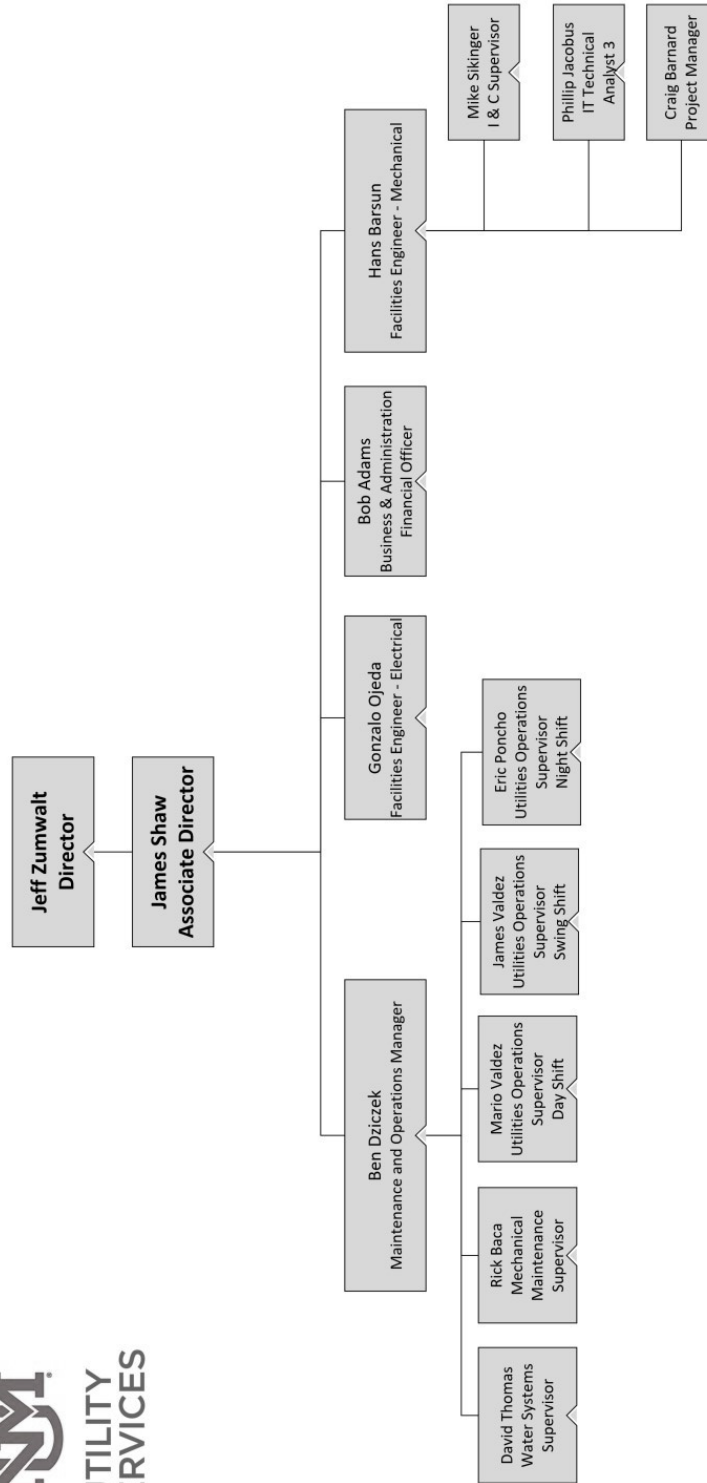 UNM
TILITY
RVICES
Jeff Zumwalt
Director
James Shaw
Associate Director
Ben Dziczek
Maintenance and Operations Manager
Gonzalo Ojeda
Facilities Engineer - Electrical
Bob Adams
Business & Administration
Financial Officer
Hans Barsun
Facilities Engineer - Mechanical
David Thomas
Water Systems
Supervisor
Rick Baca
Mechanical
Maintenance
Supervisor
Mario Valdez
Utilities Operations
Supervisor
Day Shift
James Valdez
Utilities Operations
Supervisor
Swing Shift
Eric Poncho
Utilities Operations
Supervisor
Night Shift
Mike Sikinger
I & C Supervisor
Phillip Jacobus
IT Technical
Analyst 3
Craig Barnard
Project Manager